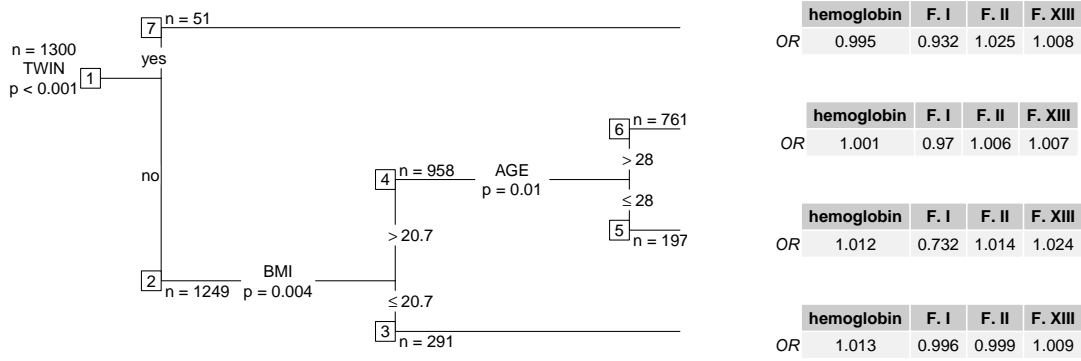 7
n = 51
n = 1300
TWIN
p < 0.001
1
yes
no
2
n = 1249
BMI
p = 0.004
4
n = 958
AGE
p = 0.01
> 20.7
≤ 20.7
3
n = 291
6
n = 761
> 28
≤ 28
5
n = 197
hemoglobin F. I F. II F. XIII
OR 0.995 0.932 1.025 1.008
hemoglobin F. I F. II F. XIII
OR 1.001 0.97 1.006 1.007
hemoglobin F. I F. II F. XIII
OR 1.012 0.732 1.014 1.024
hemoglobin F. I F. II F. XIII
OR 1.013 0.996 0.999 1.009